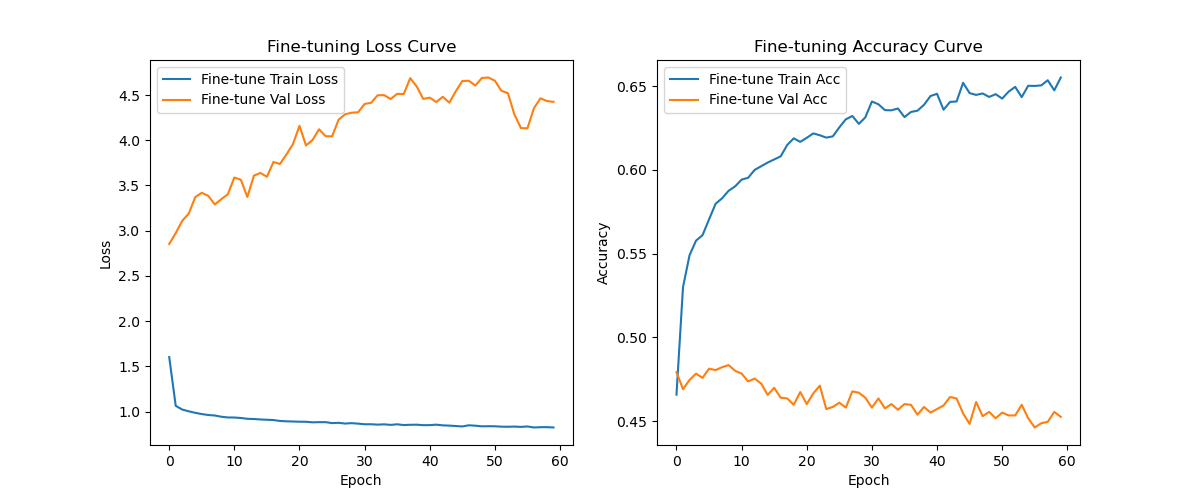 Fine-tuning Loss Curve
Fine-tune Train Loss
Fine-tune Val Loss
4.5
4.0
3.5
3.0
2.5
2.0
1.5
1.0
Loss
0 10 20 30 40 50 60
Epoch
Fine-tuning Accuracy Curve
Fine-tune Train Acc
Fine-tune Val Acc
0.65
0.60
0.55
0.50
0.45
Accuracy
0 10 20 30 40 50 60
Epoch